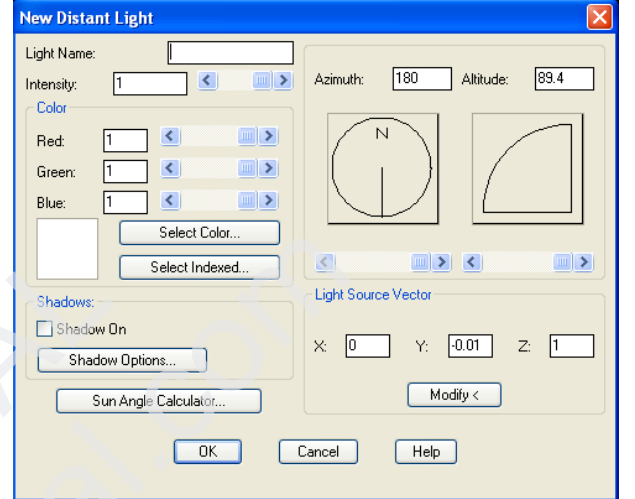 New Distant Light
Light Name:
Intensity: 1
Color
Red: 1
Green: 1
Blue: 1
Select Color...
Select Indexed...
Shadows:
Shadow On
Shadow Options...
Sun Angle Calculator...
Azimuth: 180 Altitude: 89.4
N
Light Source Vector
X: 0 Y: -0.01 Z: 1
Modify <
OK Cancel Help